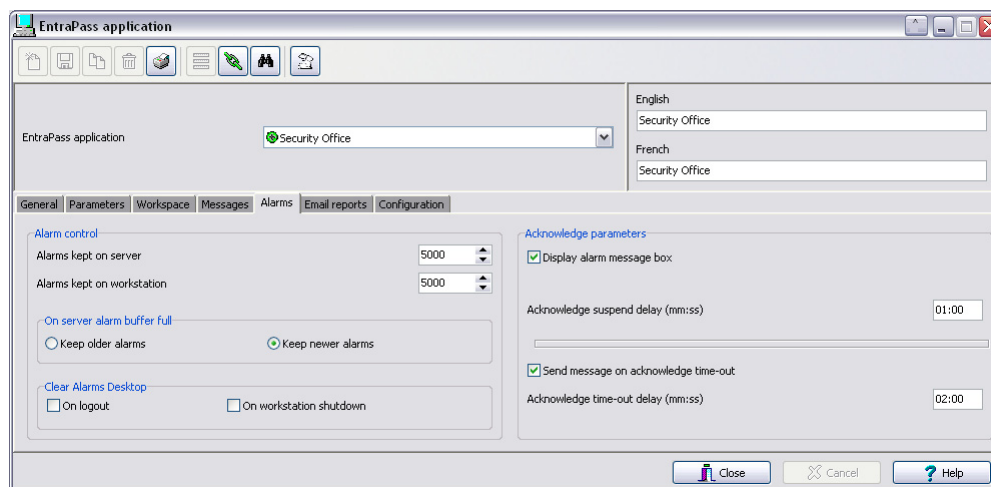 EntraPass application
English
Security Office
EntraPass application
Security Office
French
Security Office
General Parameters Workspace Messages Alarms Email reports Configuration
Alarm control
Alarms kept on server
5000
Alarms kept on workstation
5000
On server alarm buffer full
Keep older alarms
Keep newer alarms
Clear Alarms Desktop
On logout
On workstation shutdown
Acknowledge parameters
Display alarm message box
Acknowledge suspend delay (mm:ss)
01:00
Send message on acknowledge time-out
Acknowledge time-out delay (mm:ss)
02:00
Close
Cancel
? Help